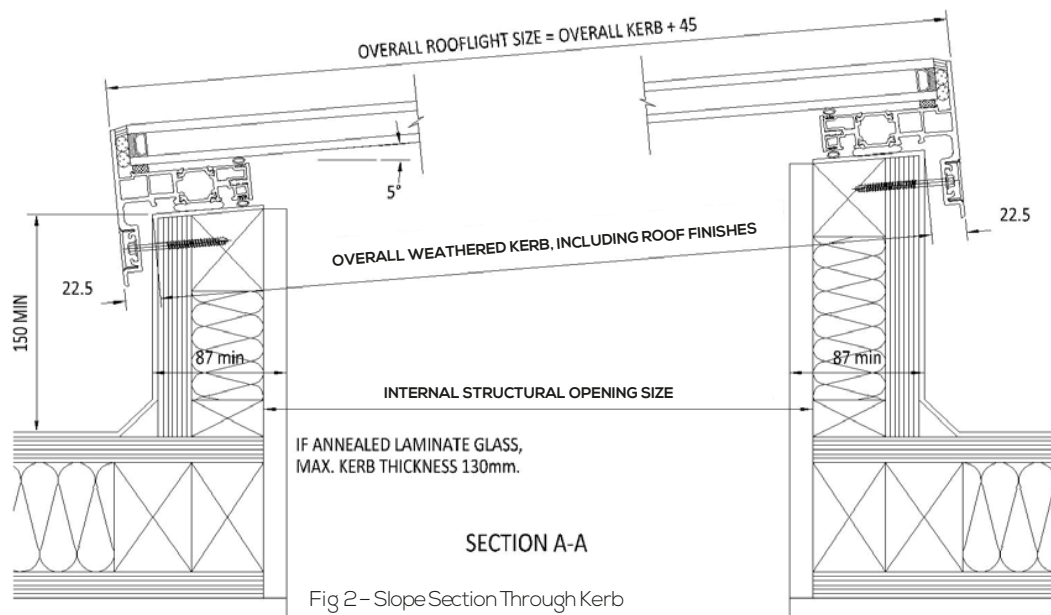 OVERALL ROOFLIGHT SIZE = OVERALL KERB + 45
5°
22.5
OVERALL WEATHERED KERB, INCLUDING ROOF FINISHES
22.5
150 MIN
87 min
87 min
INTERNAL STRUCTURAL OPENING SIZE
IF ANNEALED LAMINATE GLASS,
MAX. KERB THICKNESS 130mm.
SECTION A-A
Fig 2 – Slope Section Through Kerb